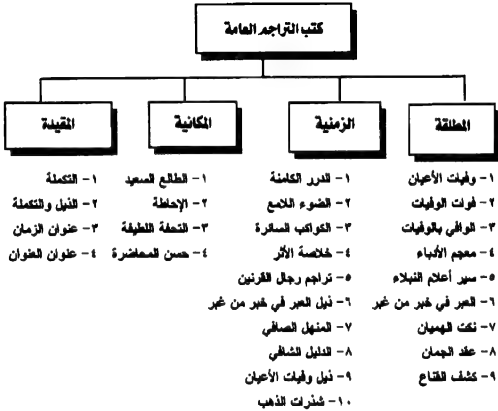 كتب التراجم العامة
المطلقة
١- وفيات الأعيان
٢- فوات الوفيات
٣- الوافي بالوفيات
٤- معجم الأدباء
٥- سير أعلام النبلاء
٦- العبر في خبر من غبر
٧- نكت الهميان
٨- عقد الجمان
٩- كشف القناع
الزمنية
١- الدرر الكامنة
٢- الضوء اللامع
٣- الكواكب السائرة
٤- خلاصة الأثر
٥- تراجم رجال القرنين
٦- ذيل العبر في خبر من غبر
٧- المنهل الصافي
٨- الدليل الشافي
٩- ذيل وفيات الأعيان
١٠- شذرات الذهب
المكانية
١- الطالع السعيد
٢- الإحاطة
٣- التحفة اللطيفة
٤- حسن المحاضرة
المقيدة
١- التكملة
٢- الذيل والتكملة
٣- عنوان الزمان
٤- علوان العنوان